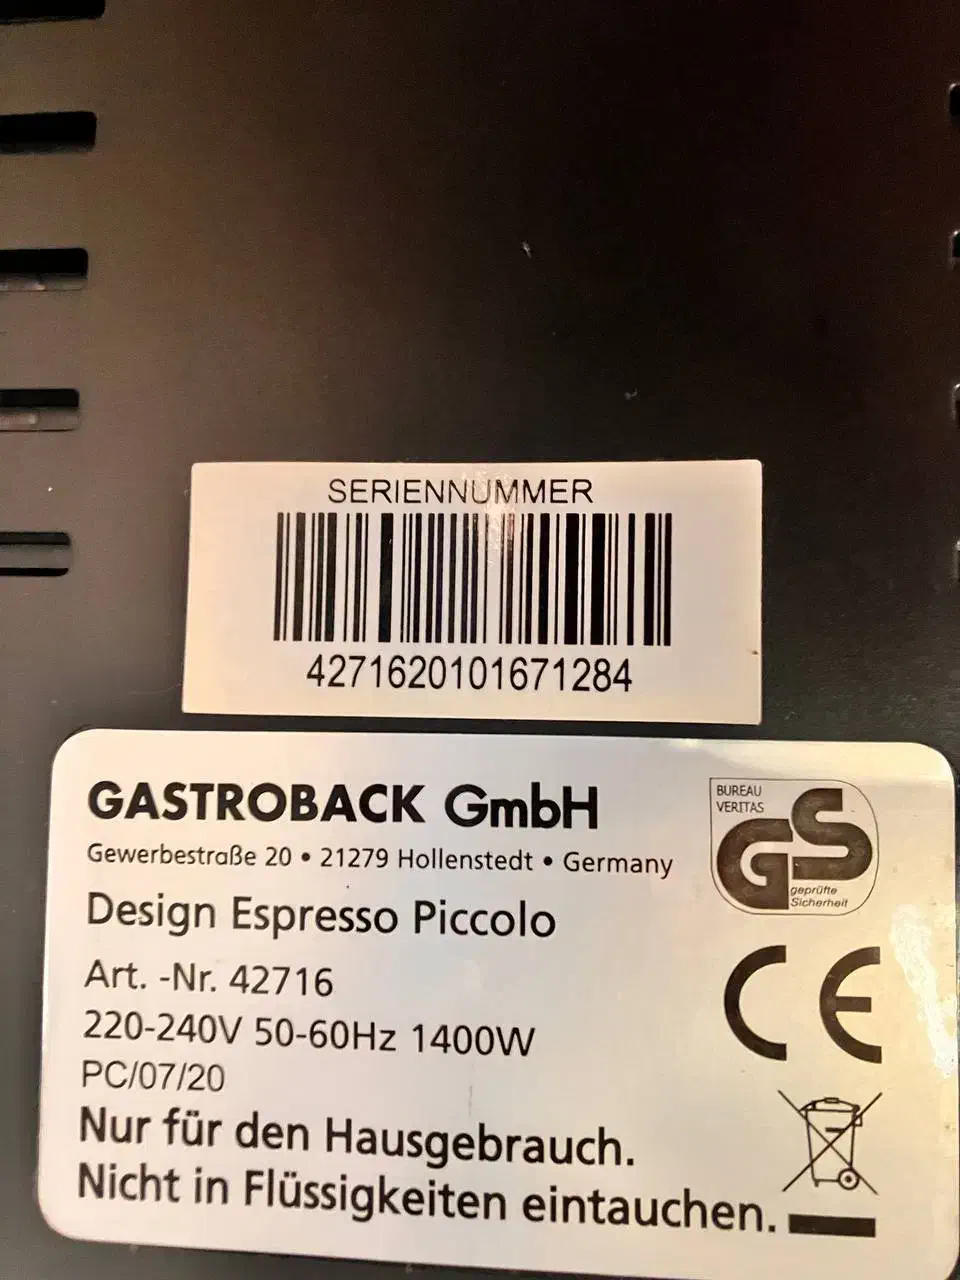 SERIENNUMMER
4271620101671284
GASTROBACK GmbH
Gewerbestraße 20 • 21279 Hollenstedt • Germany
Design Espresso Piccolo
Art. -Nr. 42716
220-240V 50-60Hz 1400W
PC/07/20
Nur für den Hausgebrauch.
Nicht in Flüssigkeiten eintauchen.
BUREAU
VERITAS
GS
geprüfte
Sicherheit
CE